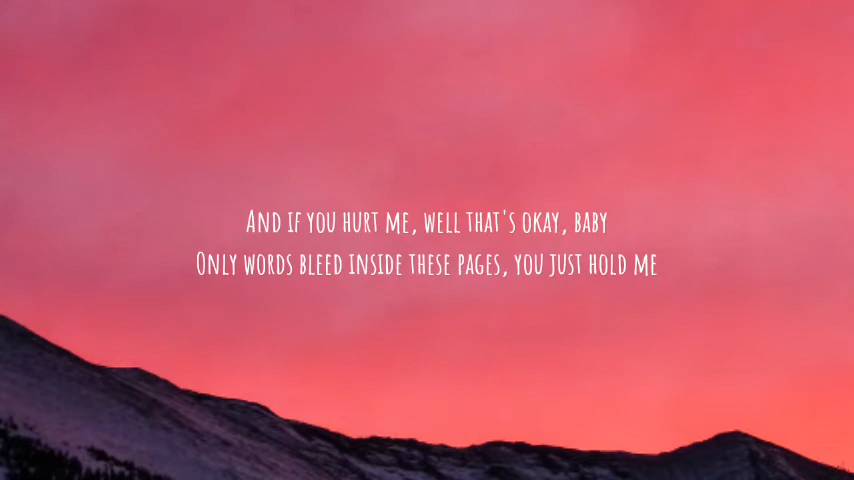 And if you hurt me, well that's okay, baby
Only words bleed inside these pages, you just hold me